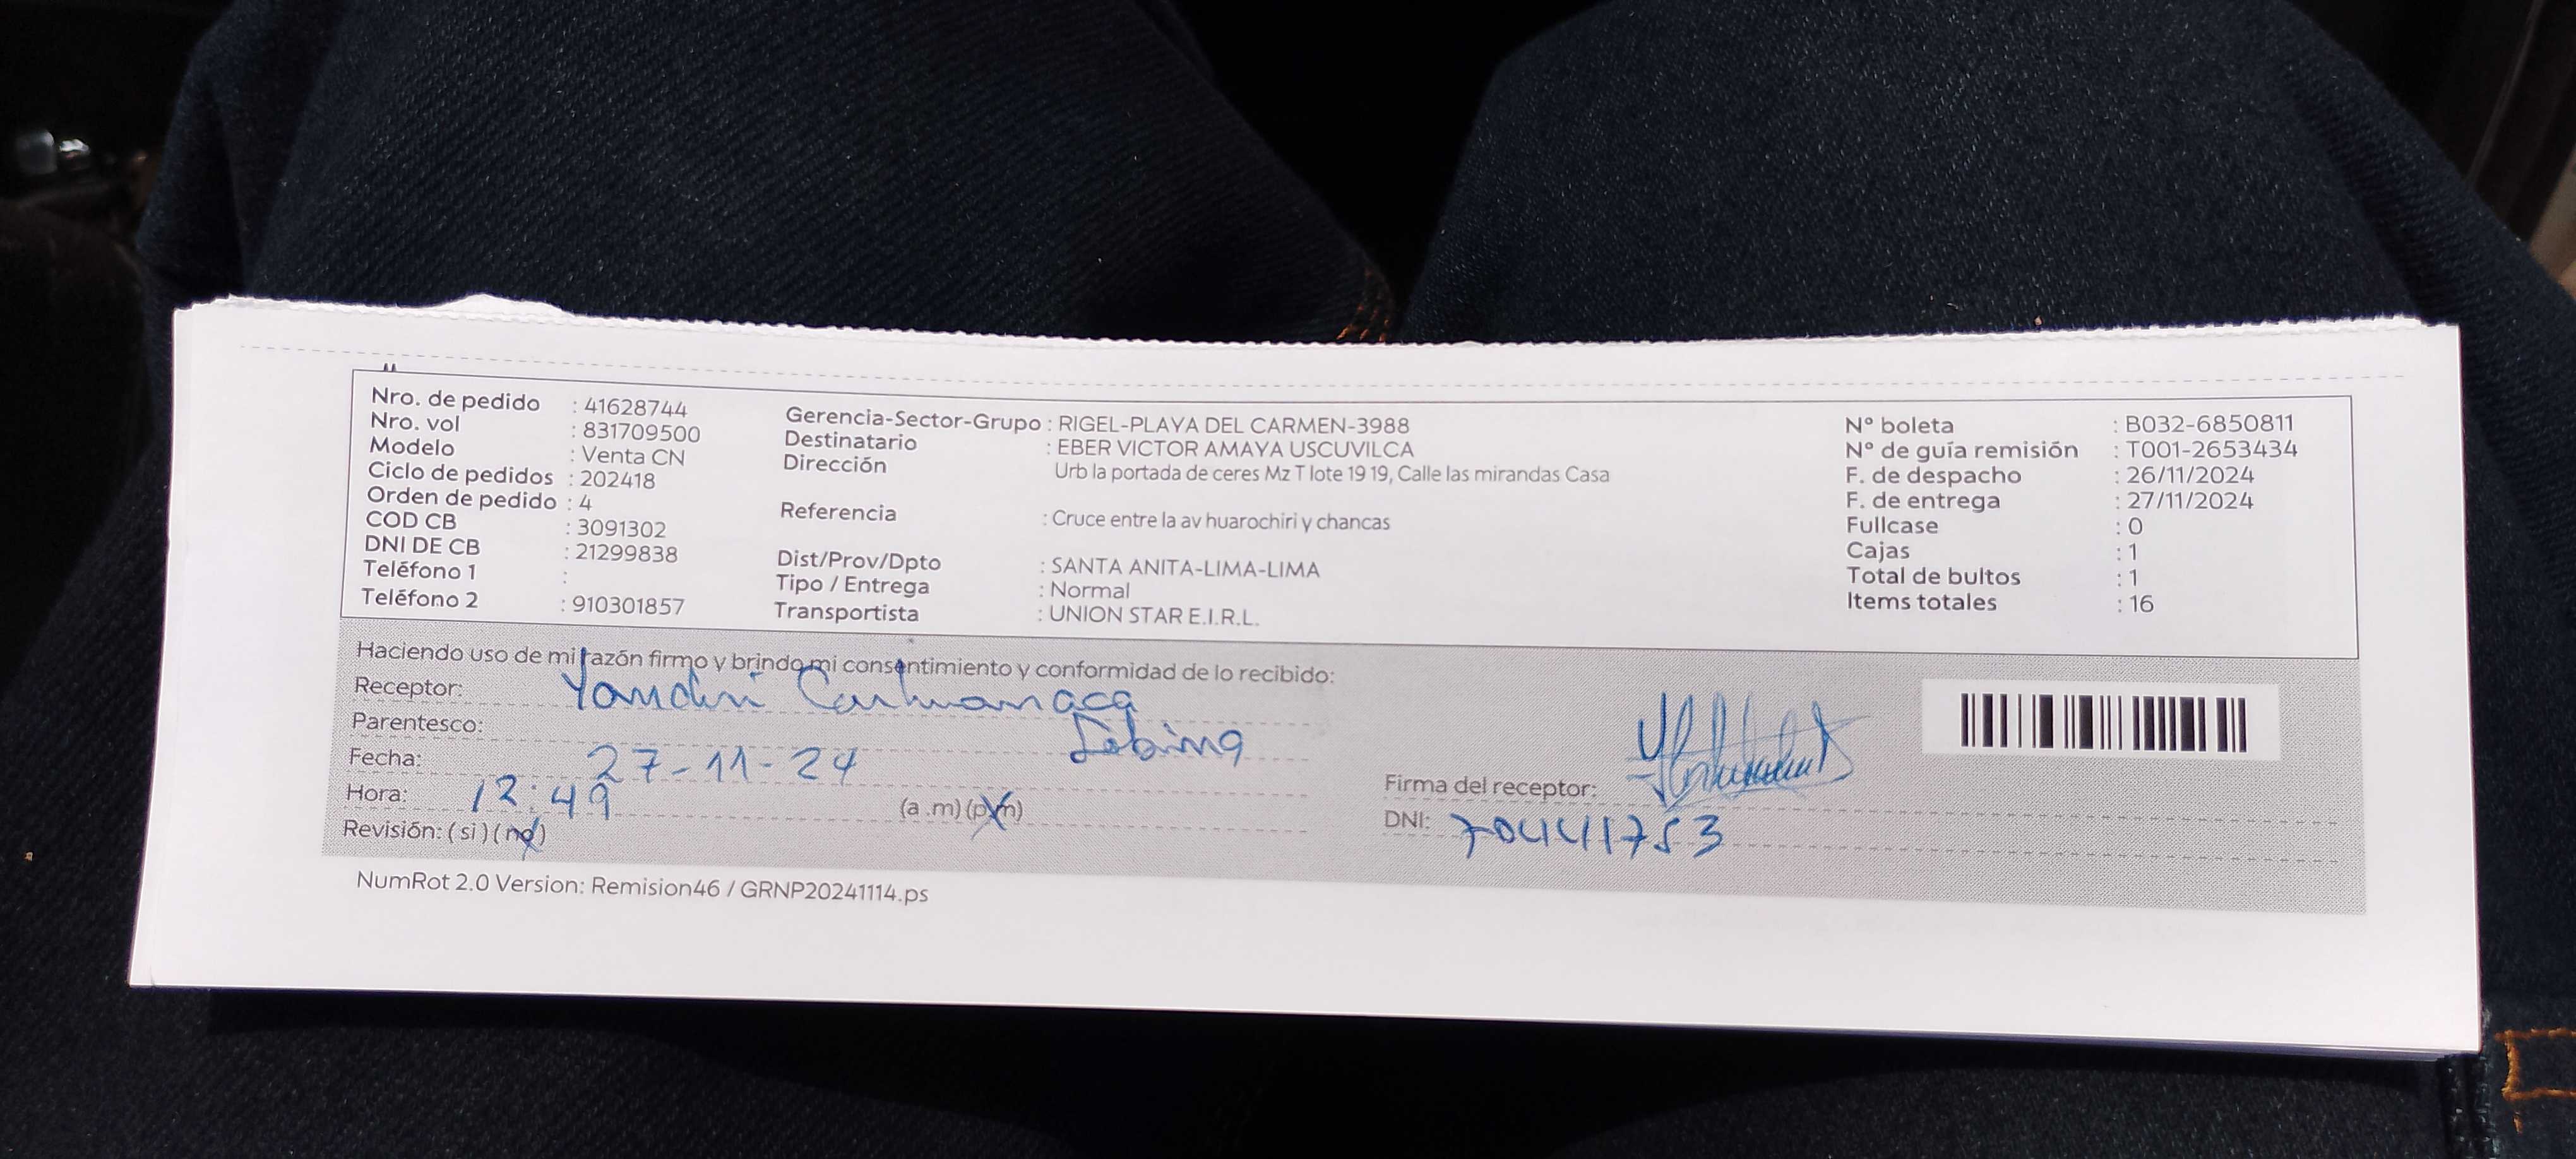 Nro. de pedido : 41628744
Nro. vol : 831709500
Modelo : Venta CN
Ciclo de pedidos : 202418
Orden de pedido : 4
COD CB : 3091302
DNI DE CB : 21299838
Teléfono 1 :
Teléfono 2 : 910301857
Gerencia-Sector-Grupo : RIGEL-PLAYA DEL CARMEN-3988
Destinatario : EBER VICTOR AMAYA USCUVILCA
Dirección Urb la portada de ceres Mz T lote 19 19, Calle las mirandas Casa
Referencia : Cruce entre la av huarochiri y chancas
Dist/Prov/Dpto : SANTA ANITA-LIMA-LIMA
Tipo / Entrega : Normal
Transportista : UNION STAR E.I.R.L.
N° boleta : B032-6850811
N° de guía remisión : T001-2653434
F. de despacho : 26/11/2024
F. de entrega : 27/11/2024
Fullcase : 0
Cajas : 1
Total de bultos : 1
Items totales : 16
Haciendo uso de mi razón firmo y brindo mi consentimiento y conformidad de lo recibido:
Receptor:
Parentesco:
Fecha: 27-11-24
Hora: 12:49 (a .m) (p.m)
Revisión: ( si ) ( no )
Firma del receptor:
DNI: 70441753
NumRot 2.0 Version: Remision46 / GRNP20241114.ps